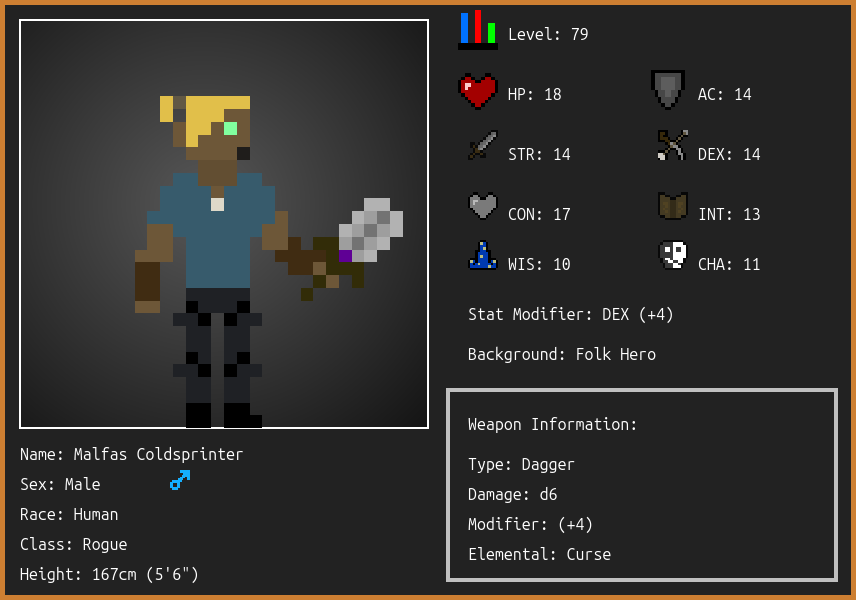 Level: 79
HP: 18
AC: 14
STR: 14
DEX: 14
CON: 17
INT: 13
WIS: 10
CHA: 11
Stat Modifier: DEX (+4)
Background: Folk Hero
Weapon Information:
Type: Dagger
Damage: d6
Modifier: (+4)
Elemental: Curse
Name: Malfas Coldsprinter
Sex: Male
Race: Human
Class: Rogue
Height: 167cm (5'6")